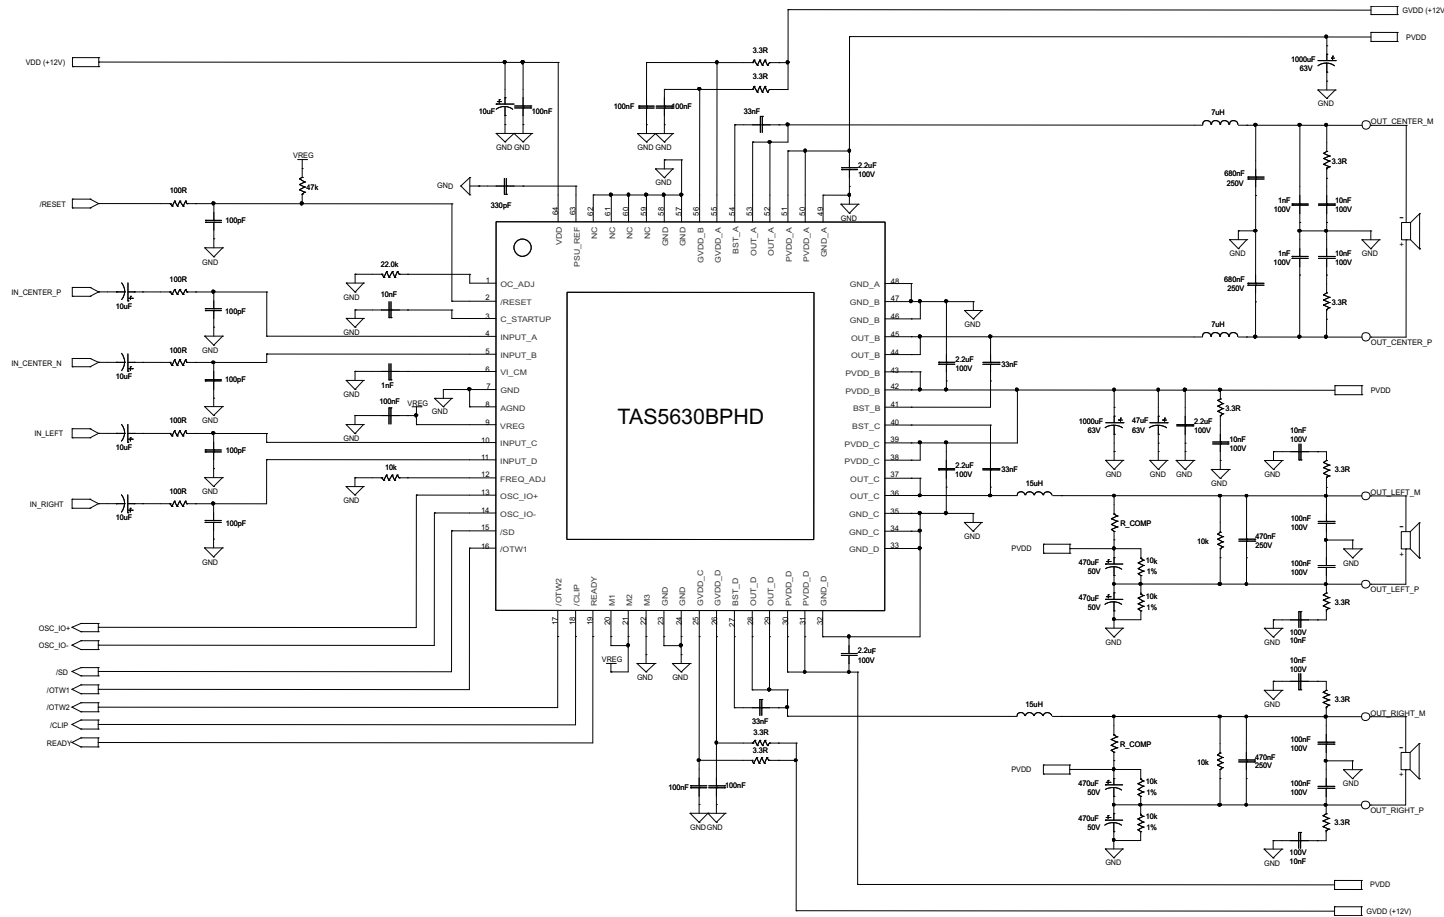 GVDD (+12V
PVDD
1000uF
63V
GND
VDD (+12V)
3.3R
3.3R
10uF
100nF
GND GND
100nF
100nF
GND GND
33nF
7uH
OUT_CENTER_M
VREG
47k
GND
330pF
GND
2.2uF
100V
GND
/RESET
100R
100pF
GND
680nF
250V
3.3R
1nF
100V
10nF
100V
GND
GND
1nF
100V
10nF
100V
680nF
250V
3.3R
-
+
7uH
OUT_CENTER_P
64
63
62
61
60
59
58
57
56
55
54
53
52
51
50
49
VDD
PSU_REF
NC
NC
NC
NC
GND
GND
GVDD_B
GVDD_A
BST_A
OUT_A
OUT_A
PVDD_A
PVDD_A
GND_A
TAS5630BPHD
1
OC_ADJ
2
/RESET
3
C_STARTUP
4
INPUT_A
5
INPUT_B
6
VI_CM
7
GND
8
AGND
9
VREG
10
INPUT_C
11
INPUT_D
12
FREQ_ADJ
13
OSC_IO+
14
OSC_IO-
15
/SD
16
/OTW1
GND_A
48
GND_B
47
GND_B
46
OUT_B
45
OUT_B
44
PVDD_B
43
PVDD_B
42
BST_B
41
BST_C
40
PVDD_C
39
PVDD_C
38
OUT_C
37
OUT_C
36
GND_C
35
GND_C
34
GND_D
33
/OTW2
/CLIP
READY
M1
M2
M3
GND
GND
GVDD_C
GVDD_D
BST_D
OUT_D
OUT_D
PVDD_D
PVDD_D
GND_D
17
18
19
20
21
22
23
24
25
26
27
28
29
30
31
32
22.0k
GND
10nF
GND
IN_CENTER_P
10uF
100R
100pF
GND
IN_CENTER_N
10uF
100R
100pF
GND
1nF
GND
GND
100nF
VREG
GND
IN_LEFT
10uF
100R
100pF
GND
10k
GND
IN_RIGHT
10uF
100R
100pF
GND
GND
2.2uF
100V
33nF
2.2uF
100V
33nF
GND
PVDD
1000uF
63V
47uF
63V
2.2uF
100V
3.3R
10nF
100V
GND
GND
GND
GND
10nF
100V
GND
3.3R
15uH
OUT_LEFT_M
R_COMP
PVDD
470uF
50V
10k
1%
470uF
50V
10k
1%
GND
10k
470nF
250V
100nF
100V
GND
100nF
100V
-
+
OUT_LEFT_P
3.3R
GND
100V
10nF
OSC_IO+
OSC_IO-
/SD
/OTW1
/OTW2
/CLIP
READY
VREG
GND
GND
2.2uF
100V
33nF
3.3R
3.3R
100nF
100nF
GND GND
10nF
100V
GND
3.3R
15uH
OUT_RIGHT_M
R_COMP
PVDD
470uF
50V
10k
1%
470uF
50V
10k
1%
GND
10k
470nF
250V
100nF
100V
GND
100nF
100V
-
+
OUT_RIGHT_P
3.3R
GND
100V
10nF
PVDD
GVDD (+12V)